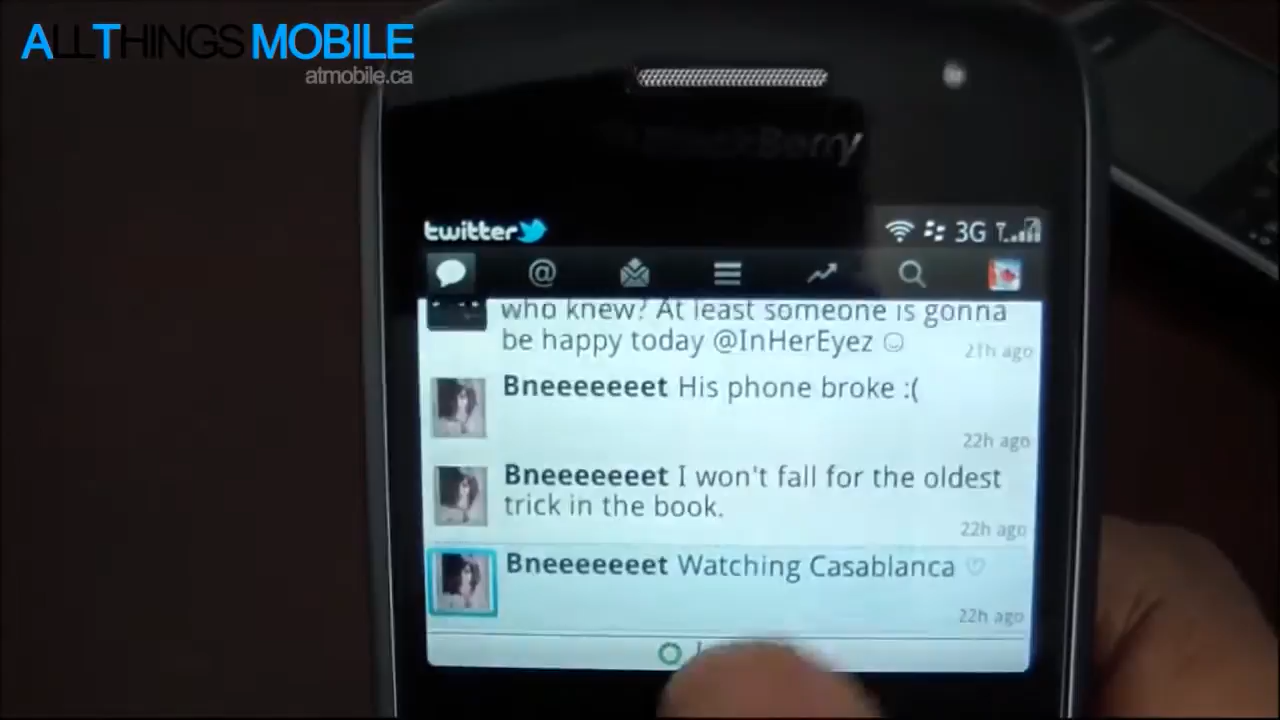 ALLTHINGS MOBILE
atmobile.ca
BlackBerry
twitter
3G
@
who knew? At least someone is gonna
be happy today @InHerEyez ☺
21h ago
Bneeeeeeet His phone broke :(
22h ago
Bneeeeeeet I won't fall for the oldest
trick in the book.
22h ago
Bneeeeeeet Watching Casablanca ♡
22h ago